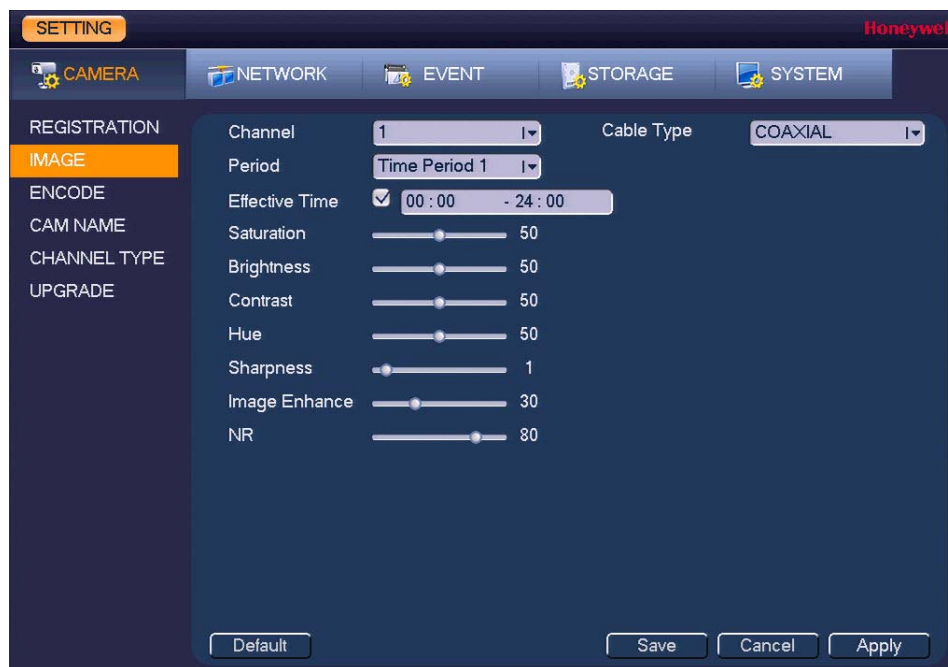 SETTING
Honeywel
CAMERA NETWORK EVENT STORAGE SYSTEM
REGISTRATION
IMAGE
ENCODE
CAM NAME
CHANNEL TYPE
UPGRADE
Channel 1 Cable Type COAXIAL
Period Time Period 1
Effective Time 00 : 00 - 24 : 00
Saturation 50
Brightness 50
Contrast 50
Hue 50
Sharpness 1
Image Enhance 30
NR 80
Default Save Cancel Apply